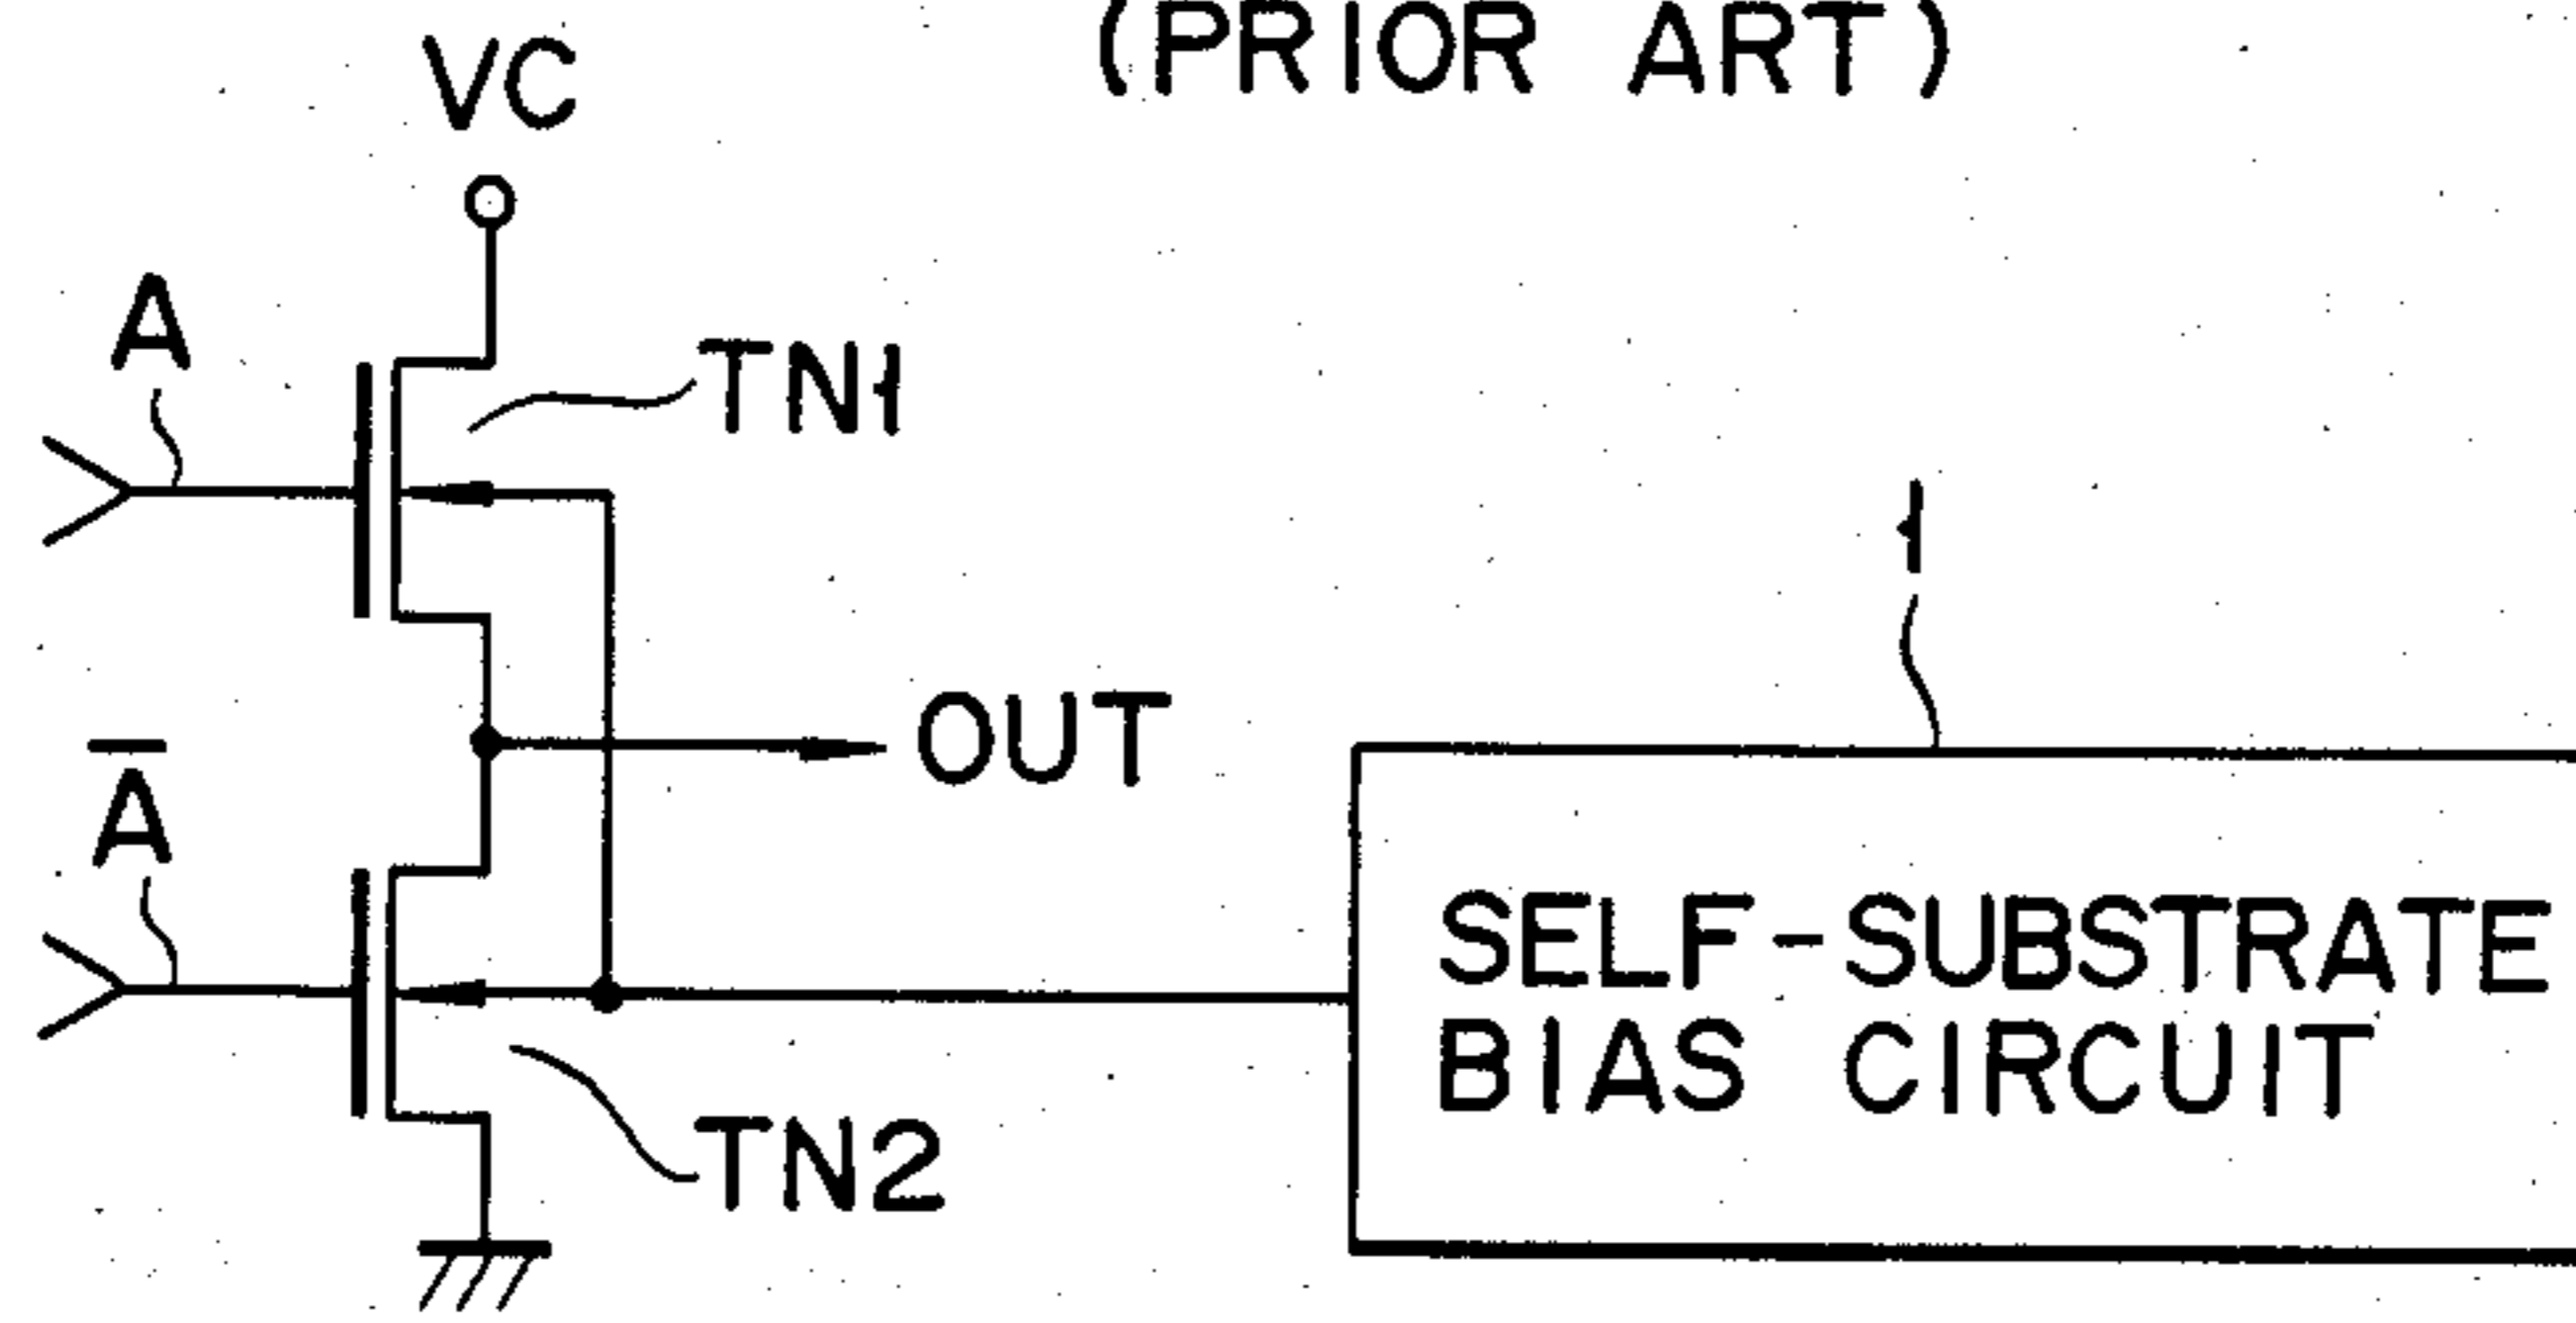 (PRIOR ART)
VC
A
TN1
1
OUT
A̅
SELF-SUBSTRATE
BIAS CIRCUIT
TN2